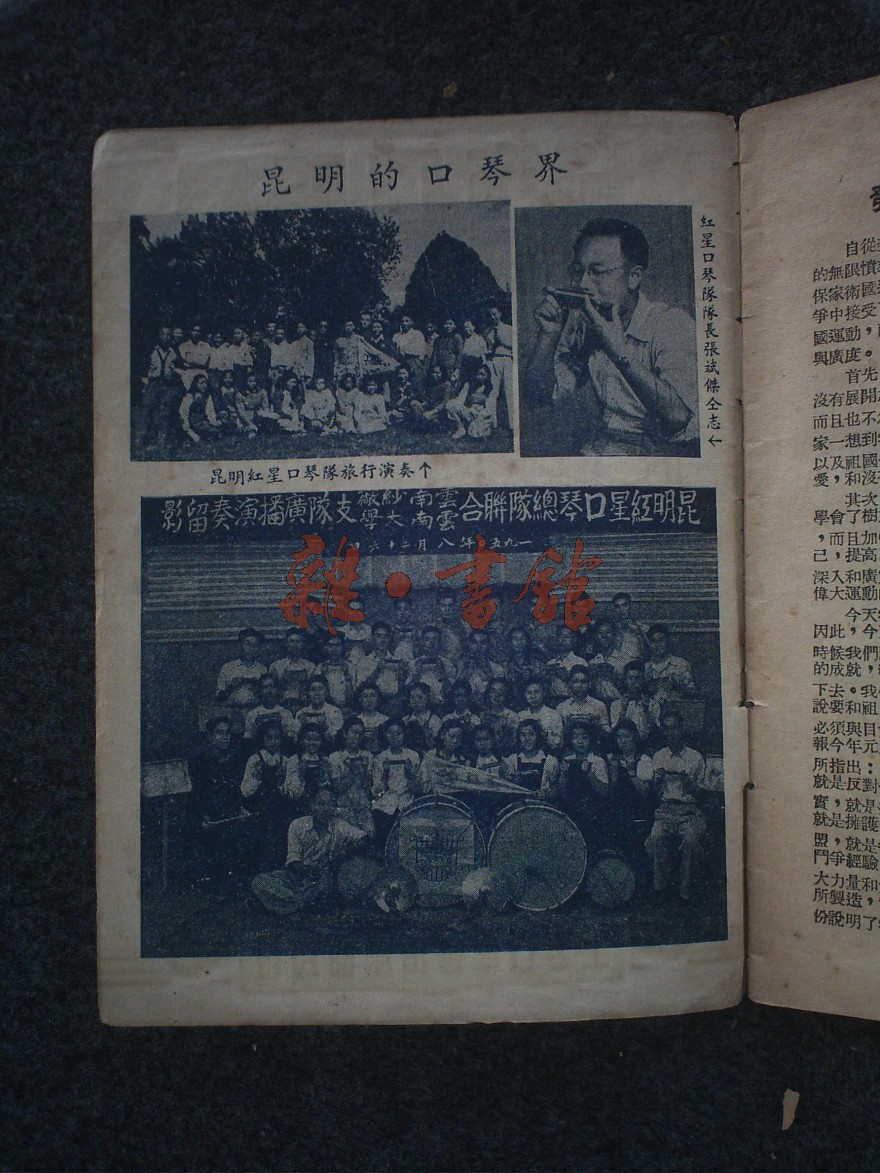 昆明的口琴界
紅星口琴隊隊長張斌傑仝志←
昆明紅星口琴隊旅行演奏↑
昆明紅星口琴總隊聯合雲南紗廠雲南大學支隊廣播演奏留影
一九五〇年八月二十六日
雜·書館
自從
的無限憤
保家衛國
爭中接受
國運動，
與廣度。
首先
沒有展開
而且也不
家一想到
以及祖國
愛，和沒
其次
學會了樹
，而且加
己，提高
深入和廣
偉大運動
今天
因此，今
時候我們
的成就，
下去。我
說要和祖
必須與目
報今年元
所指出：
就是反對
實，就是
就是擁護
盟，就是
鬥爭經驗
大力量和
所製造，
份說明了